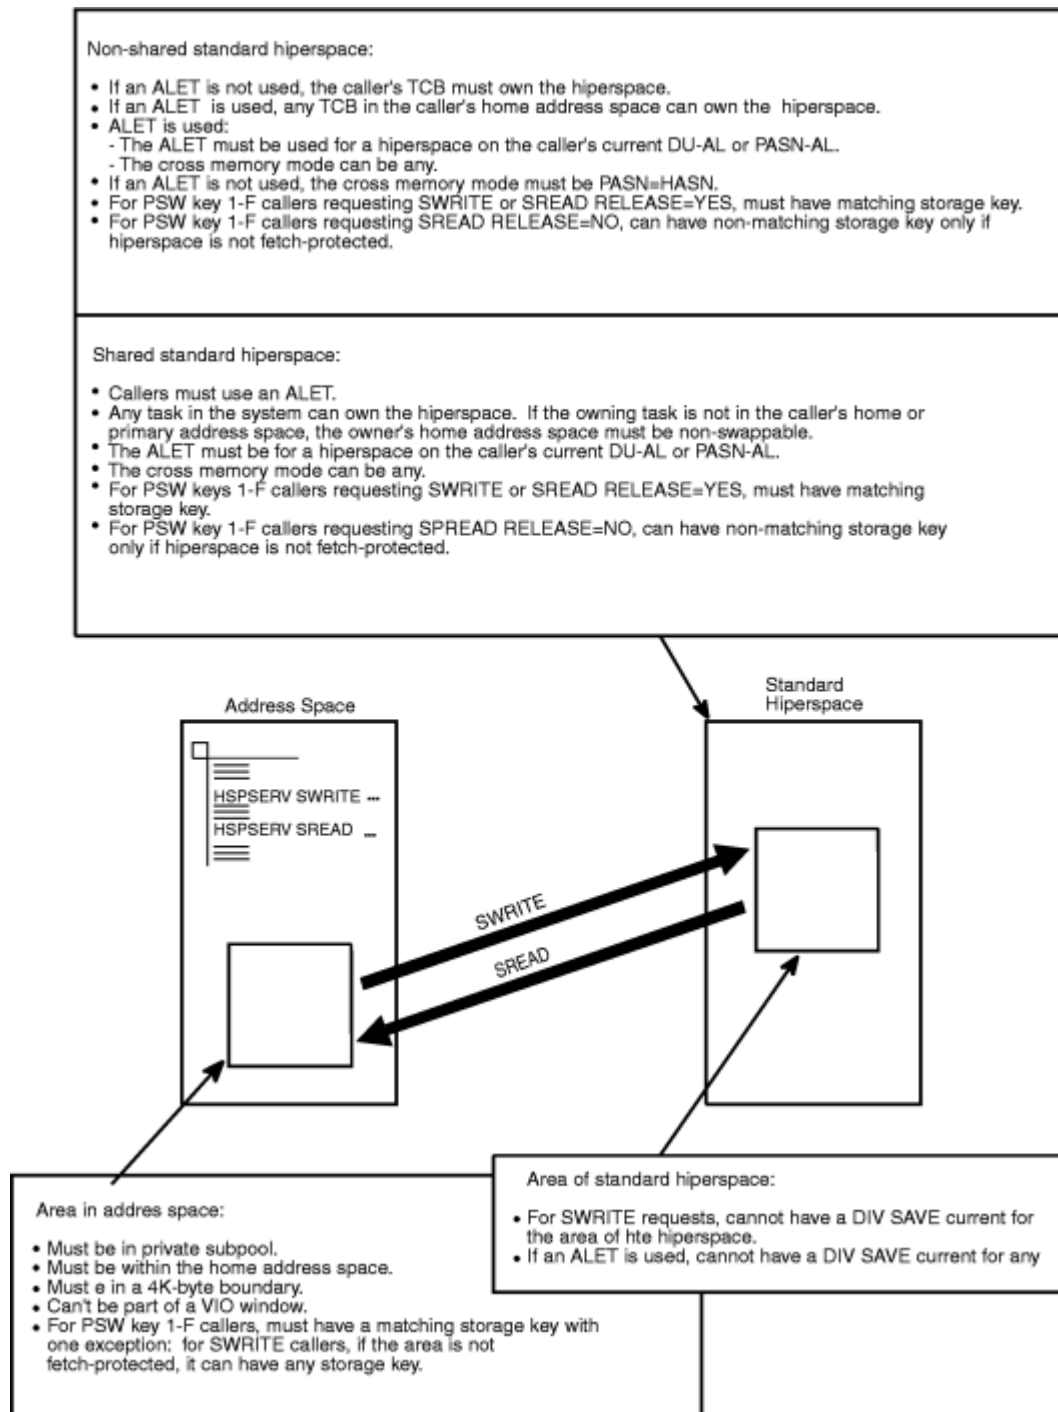 Non-shared standard hiperspace:
• If an ALET is not used, the caller's TCB must own the hiperspace.
• If an ALET is used, any TCB in the caller's home address space can own the hiperspace.
• ALET is used:
- The ALET must be used for a hiperspace on the caller's current DU-AL or PASN-AL.
- The cross memory mode can be any.
• If an ALET is not used, the cross memory mode must be PASN=HASN.
• For PSW key 1-F callers requesting SWRITE or SREAD RELEASE=YES, must have matching storage key.
• For PSW key 1-F callers requesting SREAD RELEASE=NO, can have non-matching storage key only if
hiperspace is not fetch-protected.
Shared standard hiperspace:
• Callers must use an ALET.
• Any task in the system can own the hiperspace. If the owning task is not in the caller's home or
primary address space, the owner's home address space must be non-swappable.
• The ALET must be for a hiperspace on the caller's current DU-AL or PASN-AL.
• The cross memory mode can be any.
• For PSW keys 1-F callers requesting SWRITE or SREAD RELEASE=YES, must have matching
storage key.
• For PSW key 1-F callers requesting SPREAD RELEASE=NO, can have non-matching storage key
only if hiperspace is not fetch-protected.
Address Space
Standard
Hiperspace
HSPSERV SWRITE ...
HSPSERV SREAD ...
SWRITE
SREAD
Area in addres space:
• Must be in private subpool.
• Must be within the home address space.
• Must e in a 4K-byte boundary.
• Can't be part of a VIO window.
• For PSW key 1-F callers, must have a matching storage key with
one exception: for SWRITE callers, if the area is not
fetch-protected, it can have any storage key.
Area of standard hiperspace:
• For SWRITE requests, cannot have a DIV SAVE current for
the area of hte hiperspace.
• If an ALET is used, cannot have a DIV SAVE current for any